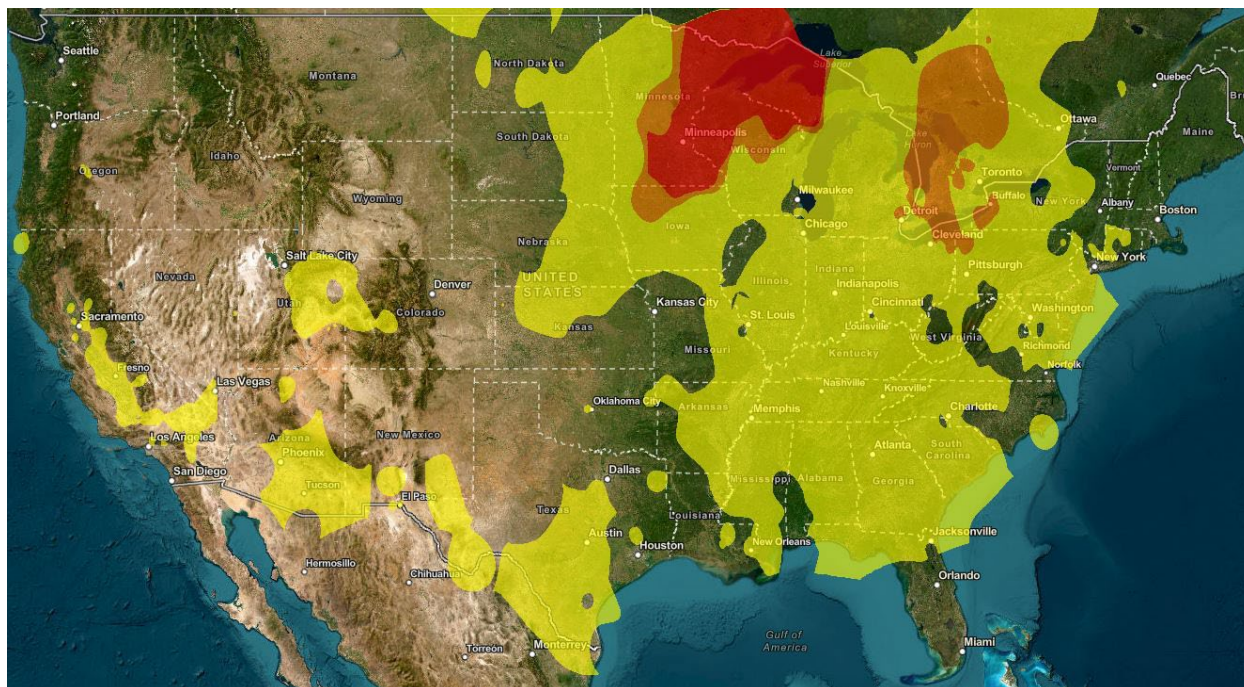 Seattle
North Dakota
Lake
Superior
Montana
Quebec
Minnesota
Portland
Ottawa
South Dakota
Minneapolis
Lake
Huron
Maine
Wisconsin
Idaho
Oregon
Vermont
Toronto
Wyoming
Milwaukee
Buffalo
New York
Albany
Boston
Detroit
Chicago
Iowa
Cleveland
Nebraska
Salt Lake City
New York
Nevada
UNITED
STATES
Illinois
Indiana
Pittsburgh
Denver
Indianapolis
Utah
Kansas City
Cincinnati
Colorado
Sacramento
St. Louis
Washington
Kansas
Louisville
West Virginia
Missouri
Kentucky
Richmond
Fresno
Norfolk
Las Vegas
Nashville
Knoxville
Oklahoma City
Arkansas
Memphis
Charlotte
Los Angeles
Arizona
New Mexico
Phoenix
Atlanta
South
Carolina
San Diego
Dallas
Mississippi
Alabama
Georgia
Tucson
El Paso
Texas
Louisiana
Austin
Jacksonville
New Orleans
Houston
Hermosillo
Chihuahua
Orlando
Gulf of
America
Monterrey
Miami
Torreón